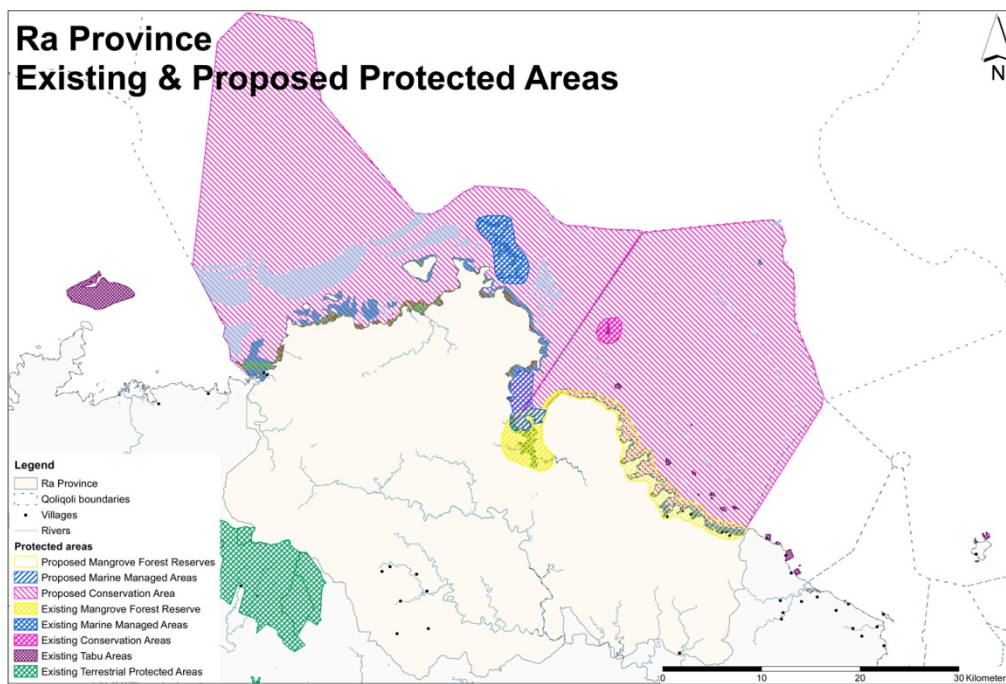 Ra Province
Existing & Proposed Protected Areas
N
Legend
Ra Province
Qoliqoli boundaries
Villages
Rivers
Protected areas
Proposed Mangrove Forest Reserves
Proposed Marine Managed Areas
Proposed Conservation Area
Existing Mangrove Forest Reserve
Existing Marine Managed Areas
Existing Conservation Areas
Existing Tabu Areas
Existing Terrestrial Protected Areas
0 10 20 30 Kilometers